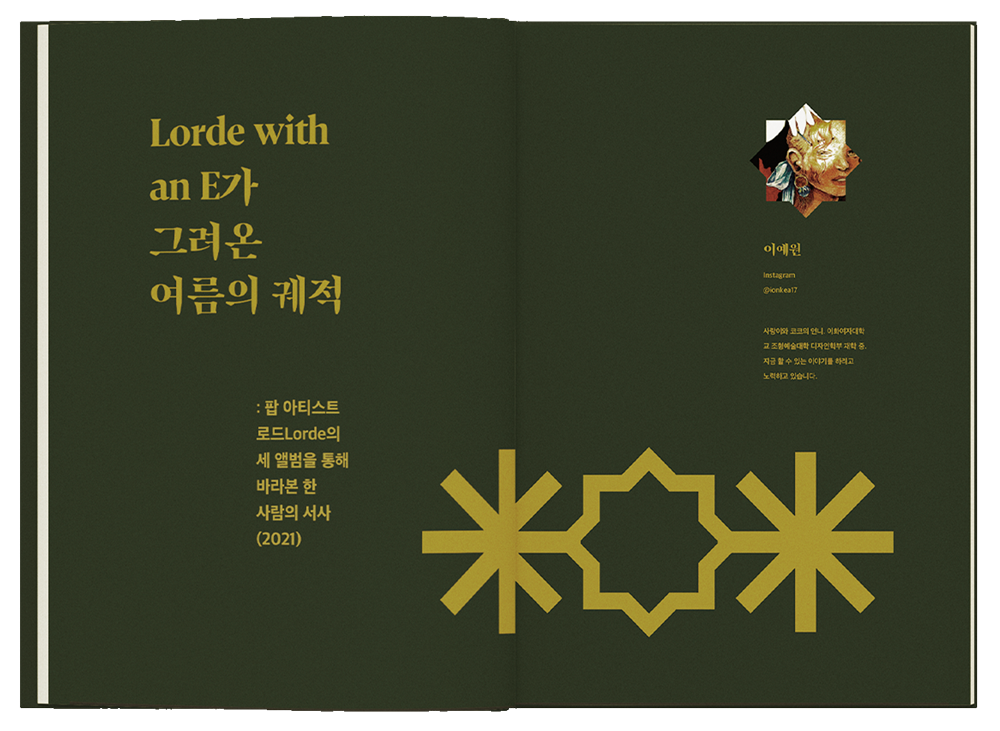 Lorde with
an E가
그려온
여름의 궤적
: 팝 아티스트
로드Lorde의
세 앨범을 통해
바라본 한
사람의 서사
(2021)
이예원
Instagram
@ionkea17
사랑이와 코코의 언니. 이화여자대학
교 조형예술대학 디자인학부 재학 중.
지금 할 수 있는 이야기를 하려고
노력하고 있습니다.